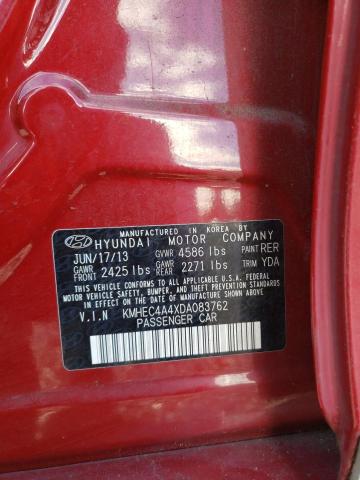 MANUFACTURED IN KOREA BY
HYUNDAI MOTOR COMPANY
JUN/17/13 GVWR 4586 lbs PAINT RER
GAWR FRONT 2425 lbs GAWR REAR 2271 lbs TRIM YDA
THIS VEHICLE CONFORMS TO ALL APPLICABLE U.S.A. FEDERAL
MOTOR VEHICLE SAFETY, BUMPER, AND THEFT PREVENTION STANDARDS
IN EFFECT ON THE DATE OF MANUFACTURE SHOWN ABOVE.
V.I.N KMHEC4A4XDA083762
PASSENGER CAR